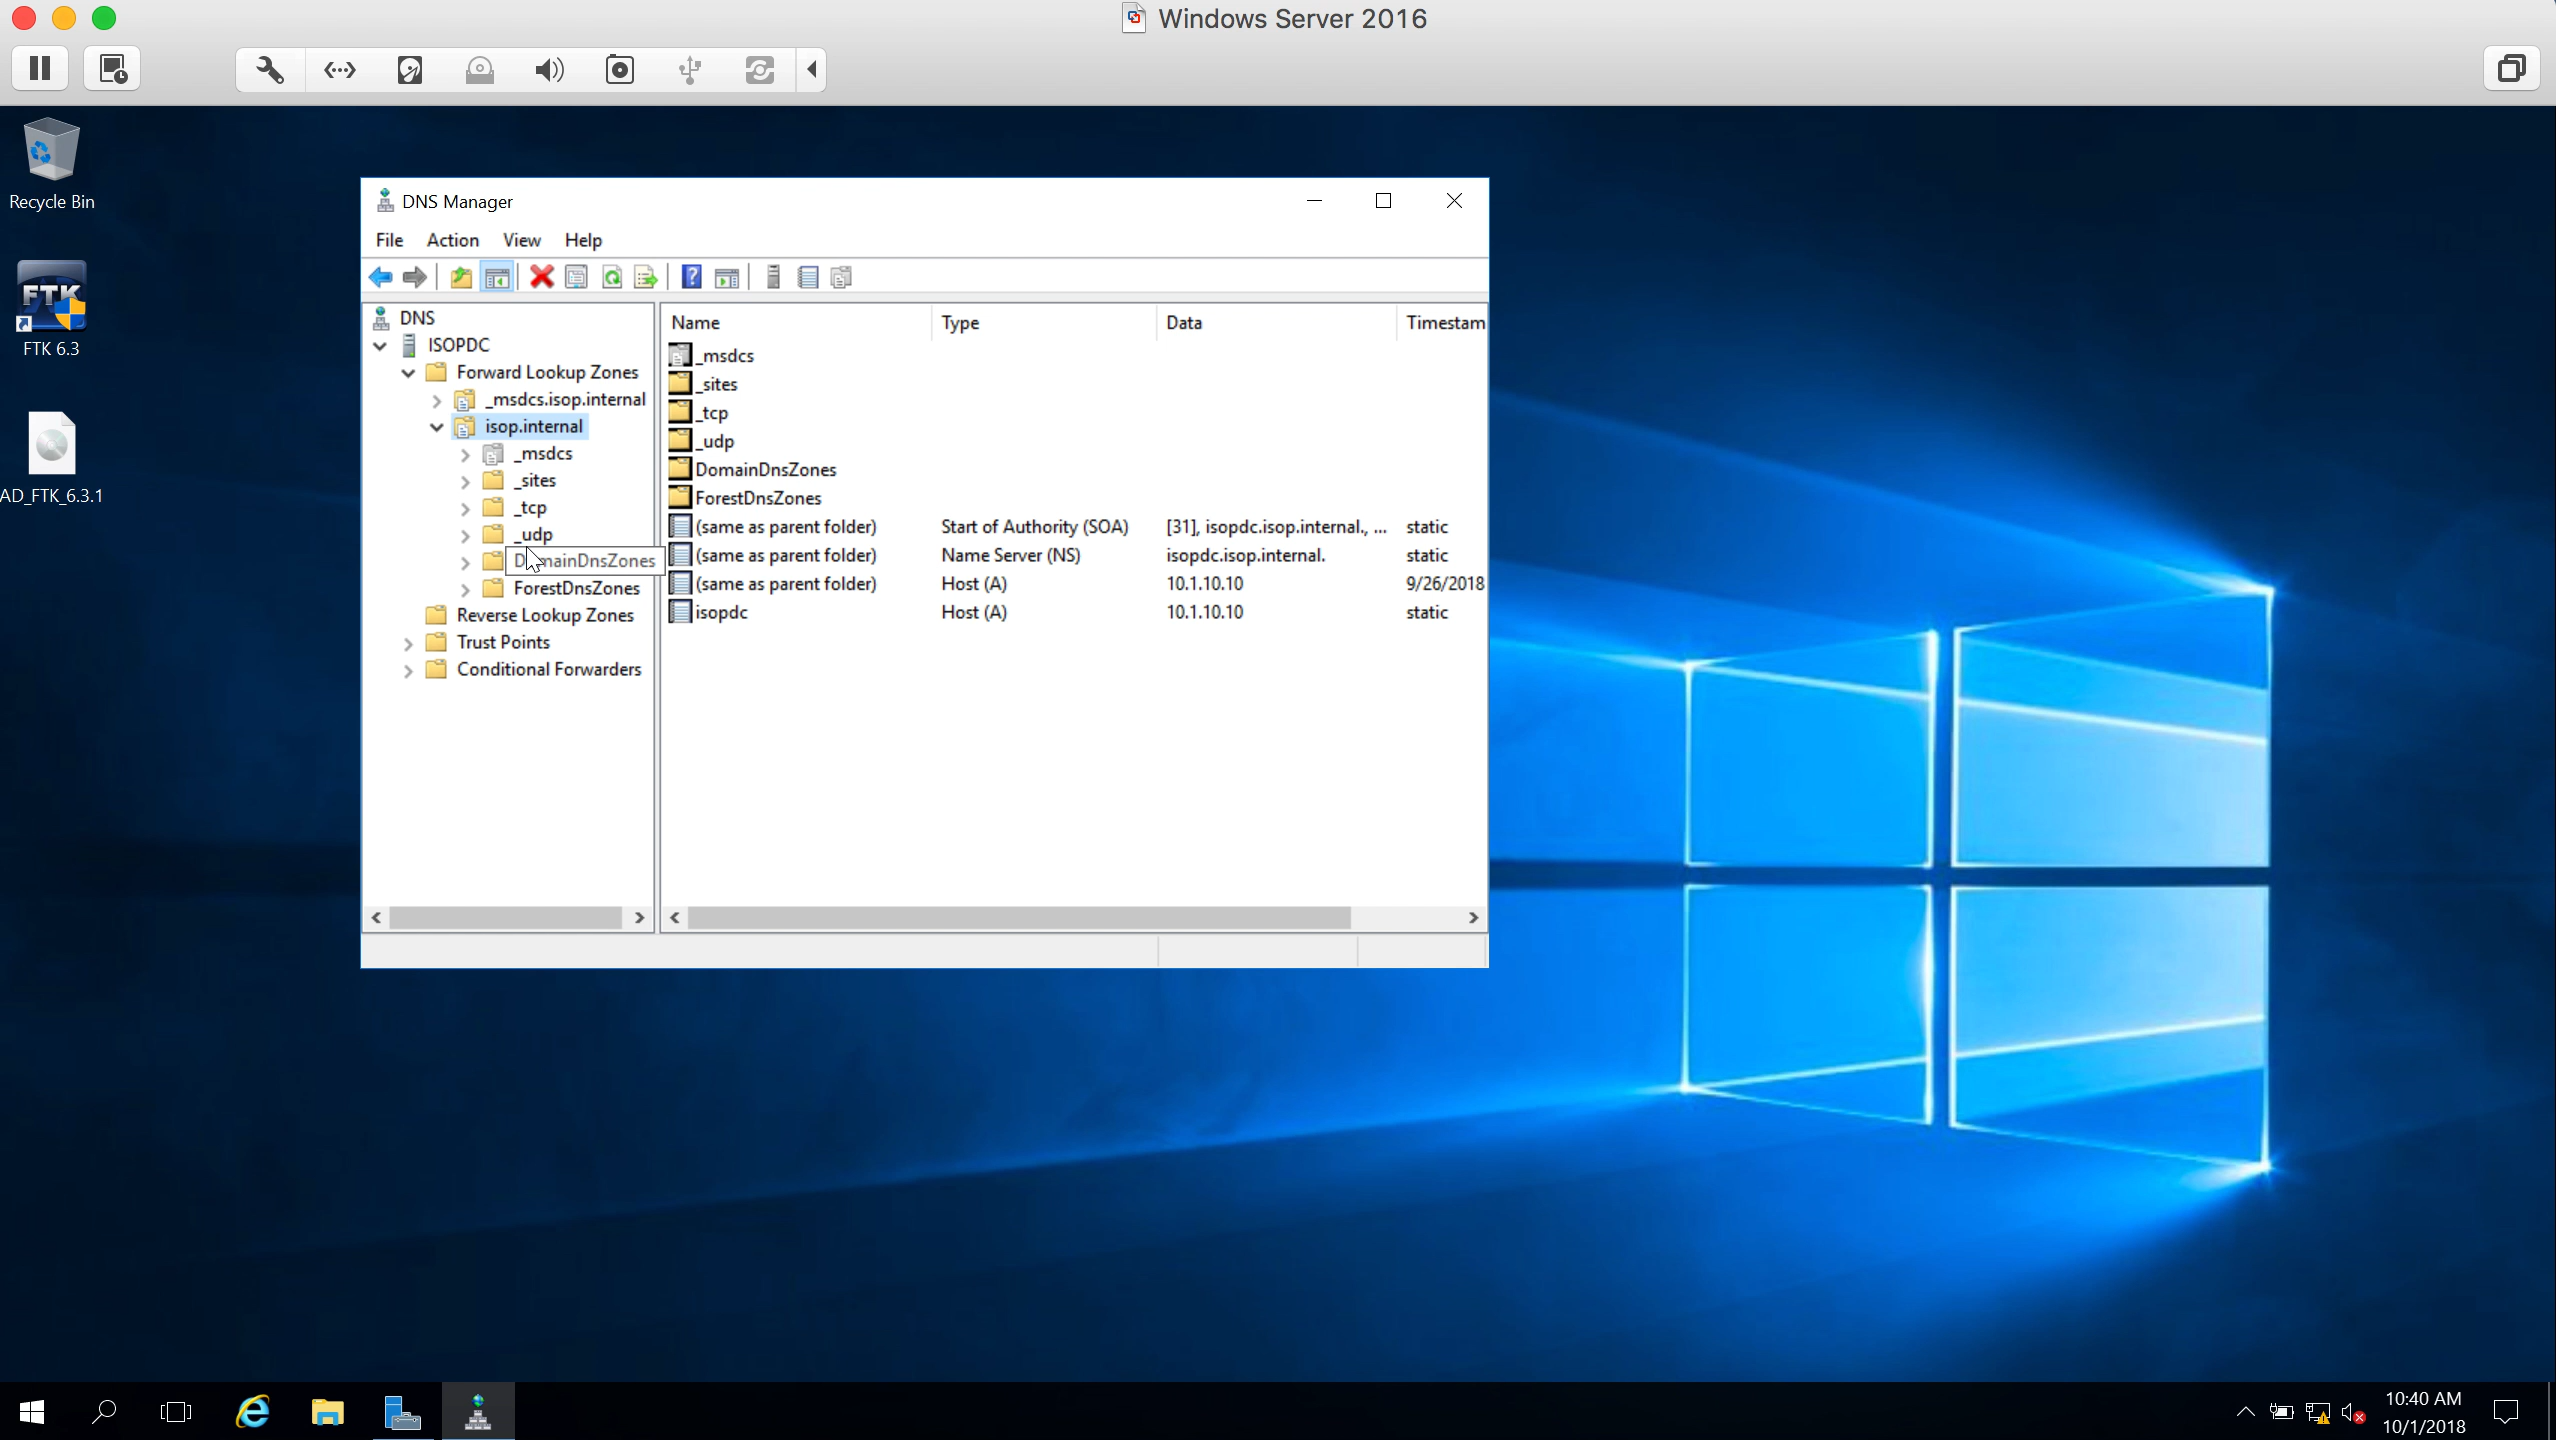 Windows Server 2016
Recycle Bin
FTK
FTK 6.3
AD_FTK_6.3.1
DNS Manager
File Action View Help
DNS
ISOPDC
Forward Lookup Zones
_msdcs.isop.internal
isop.internal
_msdcs
_sites
_tcp
_udp
DomainDnsZones
ForestDnsZones
Reverse Lookup Zones
Trust Points
Conditional Forwarders
Name Type Data Timestam
_msdcs
_sites
_tcp
_udp
DomainDnsZones
ForestDnsZones
(same as parent folder) Start of Authority (SOA) [31], isopdc.isop.internal., ... static
(same as parent folder) Name Server (NS) isopdc.isop.internal. static
(same as parent folder) Host (A) 10.1.10.10 9/26/2018
isopdc Host (A) 10.1.10.10 static
10:40 AM
10/1/2018